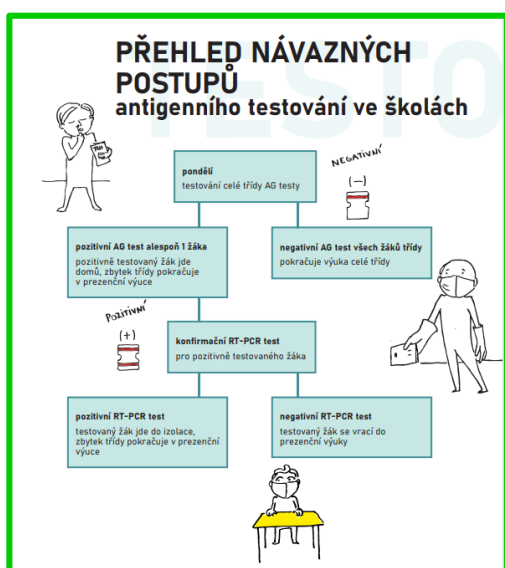 PŘEHLED NÁVAZNÝCH
POSTUPŮ
antigenního testování ve školách
TESTO
pondělí
testování celé třídy AG testy
NEGATIVNÍ
(-)
pozitivní AG test alespoň 1 žáka
pozitivně testovaný žák jde
domů, zbytek třídy pokračuje
v prezenční výuce
negativní AG test všech žáků třídy
pokračuje výuka celé třídy
POZITIVNÍ
(+)
konfirmační RT-PCR test
pro pozitivně testovaného žáka
pozitivní RT-PCR test
testovaný žák jde do izolace,
zbytek třídy pokračuje v prezenční
výuce
negativní RT-PCR test
testovaný žák se vrací do
prezenční výuky